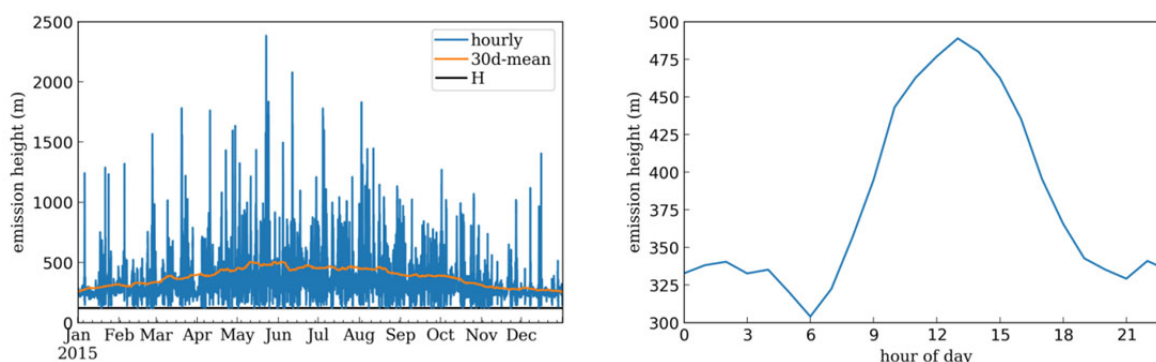 emission height (m)
2500
2000
1500
1000
500
0
hourly
30d-mean
H
Jan Feb Mar Apr May Jun Jul Aug Sep Oct Nov Dec
2015
emission height (m)
500
475
450
425
400
375
350
325
300
0 3 6 9 12 15 18 21
hour of day